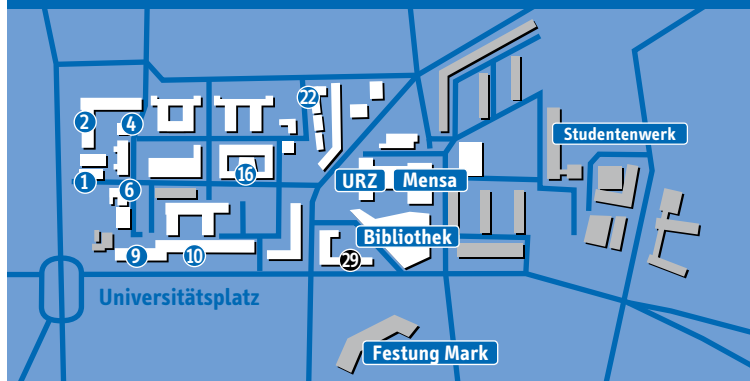 22
2
4
Studentenwerk
16
1
6
URZ
Mensa
Bibliothek
9
10
29
Universitätsplatz
Festung Mark